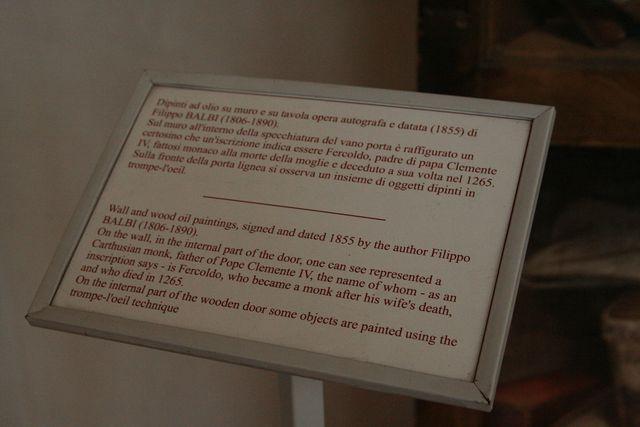 Dipinti ad olio su muro e su tavola opera autografa e datata (1855) di
Filippo BALBI (1806-1890).
Sul muro all'interno della specchiatura del vano porta è raffigurato un
certosino che un'iscrizione indica essere Fercoldo, padre di papa Clemente
IV, fattosi monaco alla morte della moglie e deceduto a sua volta nel 1265.
Sulla fronte della porta lignea si osserva un insieme di oggetti dipinti in
trompe-l'oeil.
Wall and wood oil paintings, signed and dated 1855 by the author Filippo
BALBI (1806-1890).
On the wall, in the internal part of the door, one can see represented a
Carthusian monk, father of Pope Clemente IV, the name of whom - as an
inscription says - is Fercoldo, who became a monk after his wife's death,
and who died in 1265.
On the internal part of the wooden door some objects are painted using the
trompe-l'oeil technique